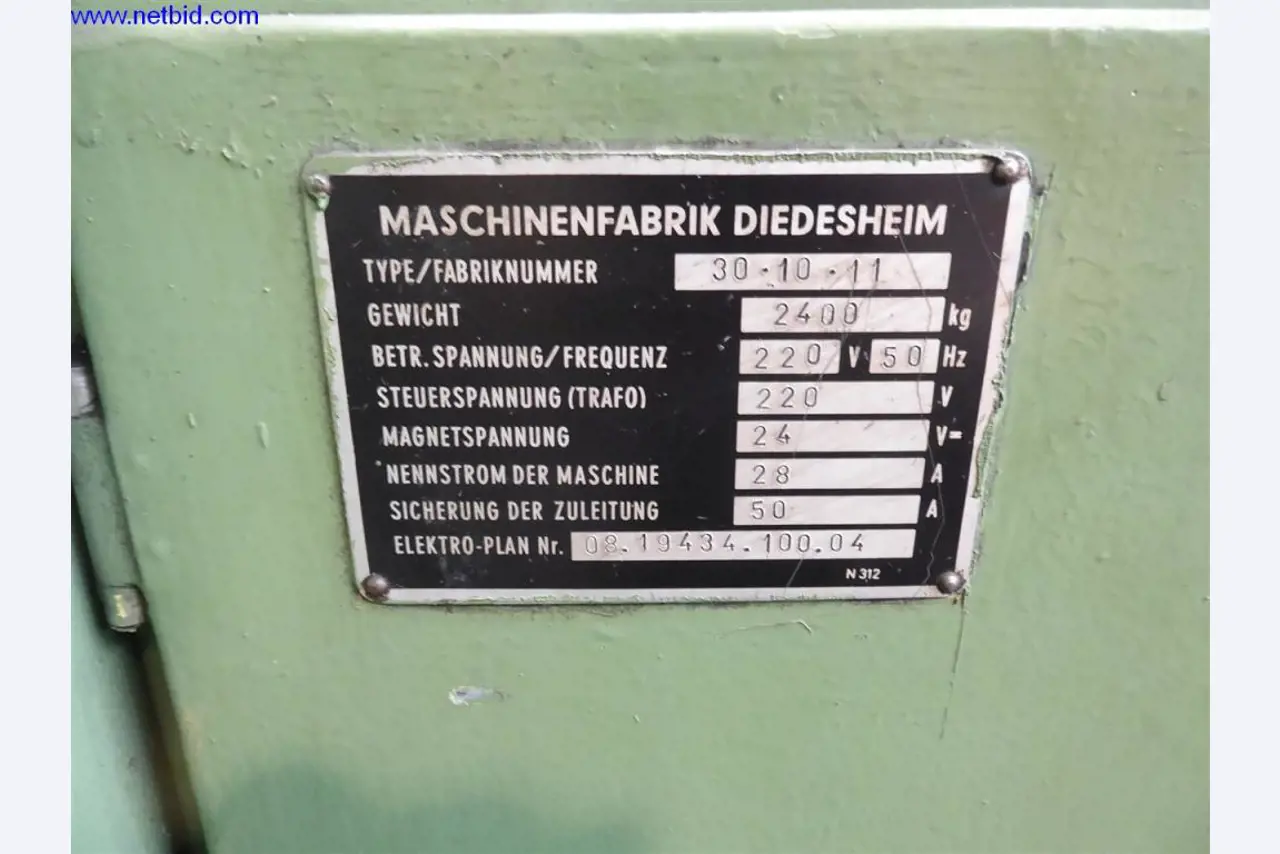 www.netbid.com
MASCHINENFABRIK DIEDESHEIM
TYPE/FABRIKNUMMER 30·10·11
GEWICHT 2400 kg
BETR. SPANNUNG/FREQUENZ 220 V 50 Hz
STEUERSPANNUNG (TRAFO) 220 V
MAGNETSPANNUNG 24 V=
NENNSTROM DER MASCHINE 28 A
SICHERUNG DER ZULEITUNG 50 A
ELEKTRO-PLAN Nr. 08.19434.100.04
N 312